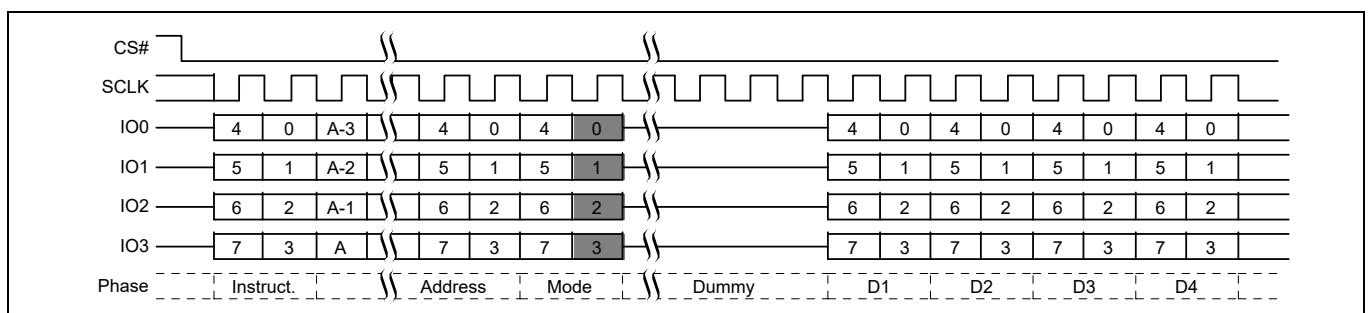 CS#
SCLK
IO0 4 0 A-3 4 0 4 0 4 0 4 0 4 0 4 0
IO1 5 1 A-2 5 1 5 1 5 1 5 1 5 1 5 1
IO2 6 2 A-1 6 2 6 2 6 2 6 2 6 2 6 2
IO3 7 3 A 7 3 7 3 7 3 7 3 7 3 7 3
Phase Instruct. Address Mode Dummy D1 D2 D3 D4